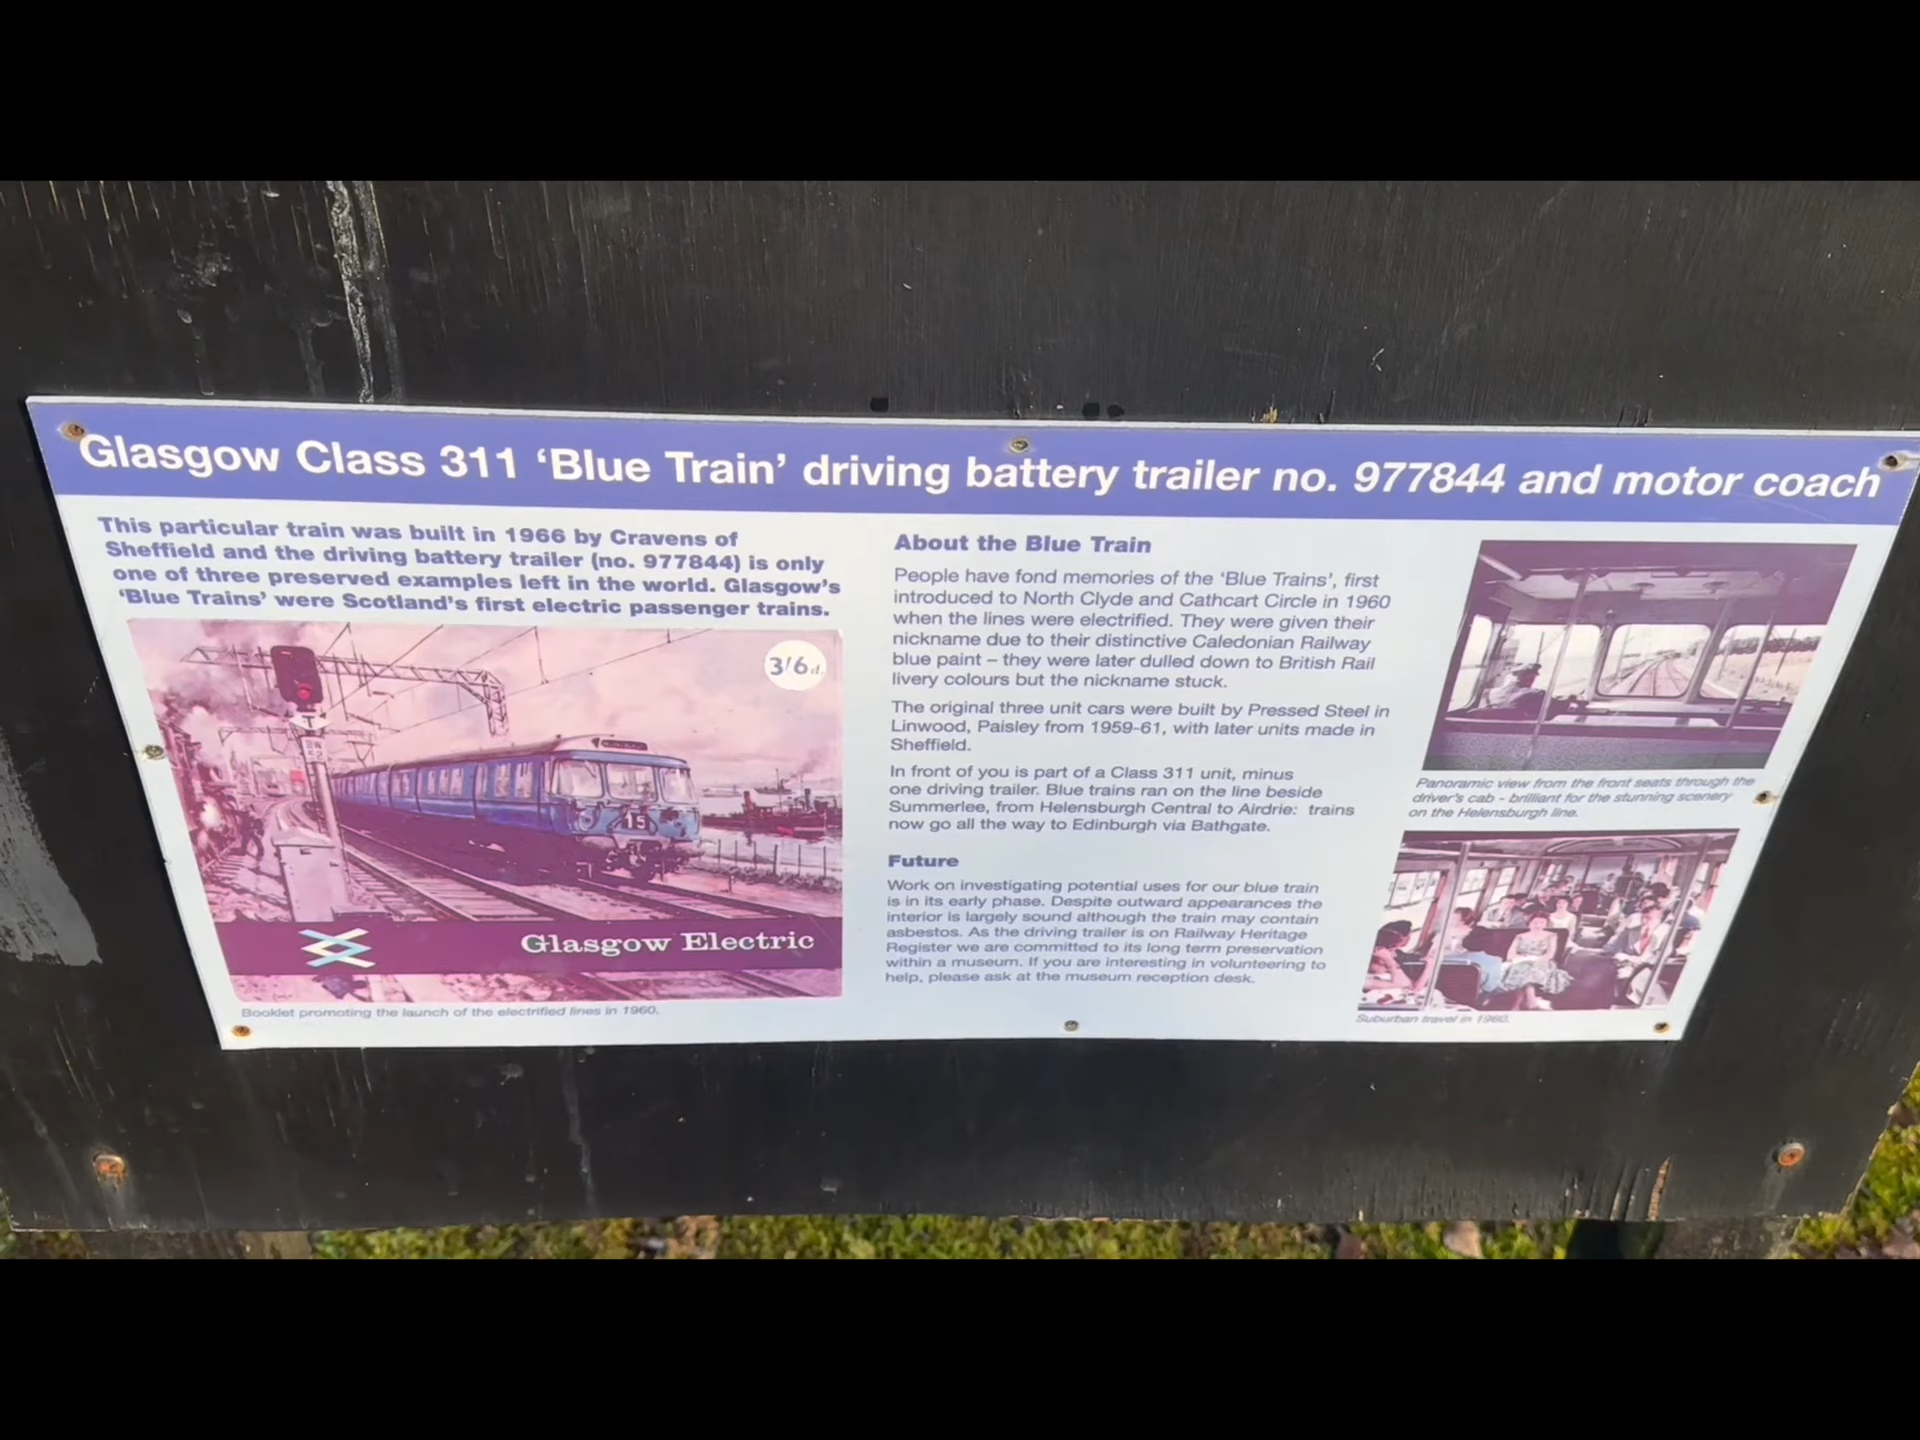 Glasgow Class 311 ‘Blue Train’ driving battery trailer no. 977844 and motor coach
This particular train was built in 1966 by Cravens of
Sheffield and the driving battery trailer (no. 977844) is only
one of three preserved examples left in the world. Glasgow’s
‘Blue Trains’ were Scotland’s first electric passenger trains.
3/6d.
15
Glasgow Electric
Booklet promoting the launch of the electrified lines in 1960.
About the Blue Train
People have fond memories of the ‘Blue Trains’, first
introduced to North Clyde and Cathcart Circle in 1960
when the lines were electrified. They were given their
nickname due to their distinctive Caledonian Railway
blue paint – they were later dulled down to British Rail
livery colours but the nickname stuck.
The original three unit cars were built by Pressed Steel in
Linwood, Paisley from 1959-61, with later units made in
Sheffield.
In front of you is part of a Class 311 unit, minus
one driving trailer. Blue trains ran on the line beside
Summerlee, from Helensburgh Central to Airdrie: trains
now go all the way to Edinburgh via Bathgate.
Future
Work on investigating potential uses for our blue train
is in its early phase. Despite outward appearances the
interior is largely sound although the train may contain
asbestos. As the driving trailer is on Railway Heritage
Register we are committed to its long term preservation
within a museum. If you are interesting in volunteering to
help, please ask at the museum reception desk.
Panoramic view from the front seats through the
driver’s cab - brilliant for the stunning scenery
on the Helensburgh line.
Suburban travel in 1960.